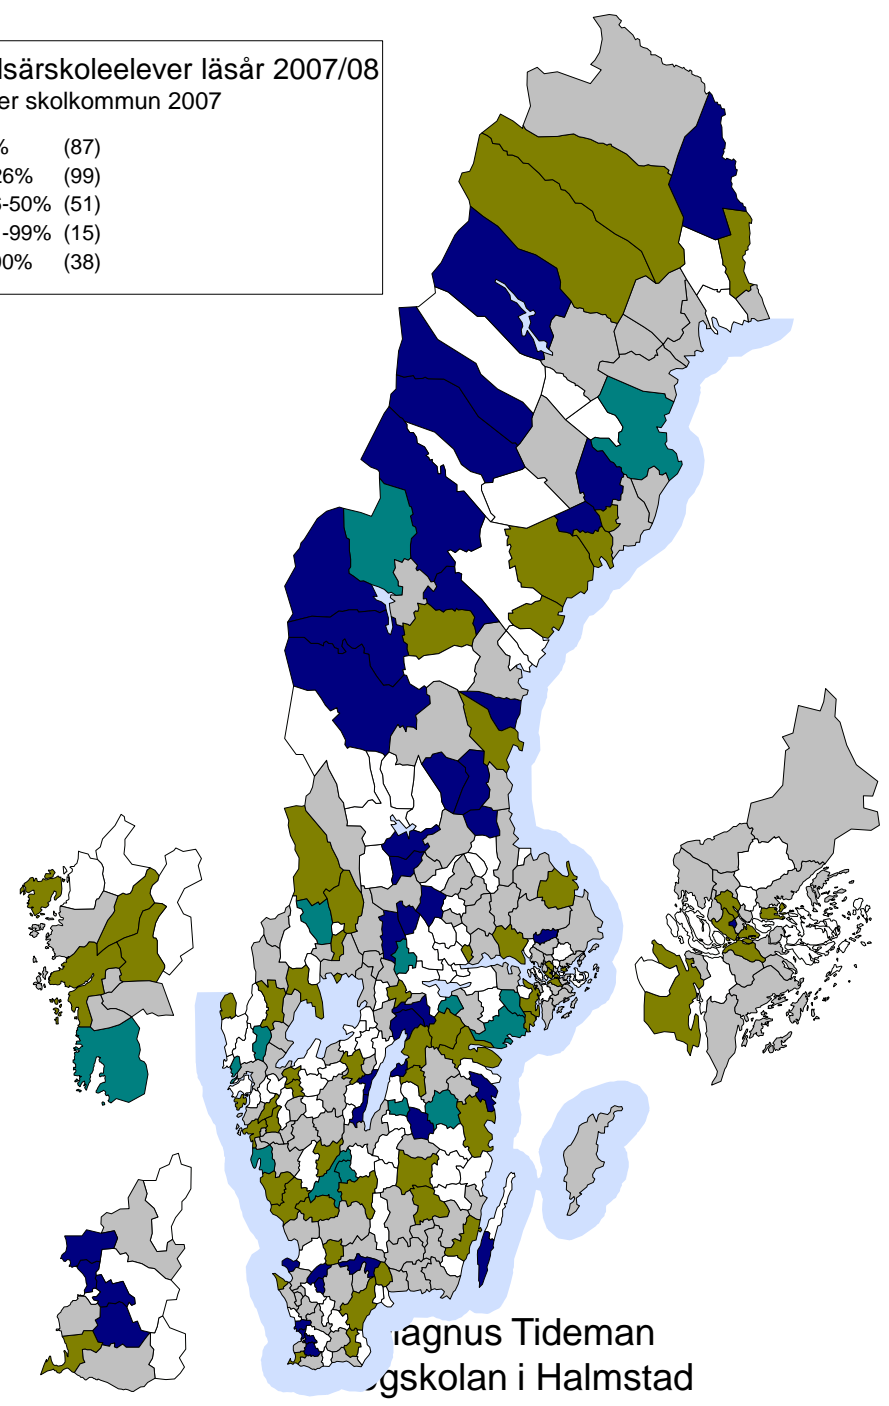 lsärskoleelever läsår 2007/08
er skolkommun 2007
% (87)
26% (99)
-50% (51)
-99% (15)
00% (38)
agnus Tideman
gskolan i Halmstad